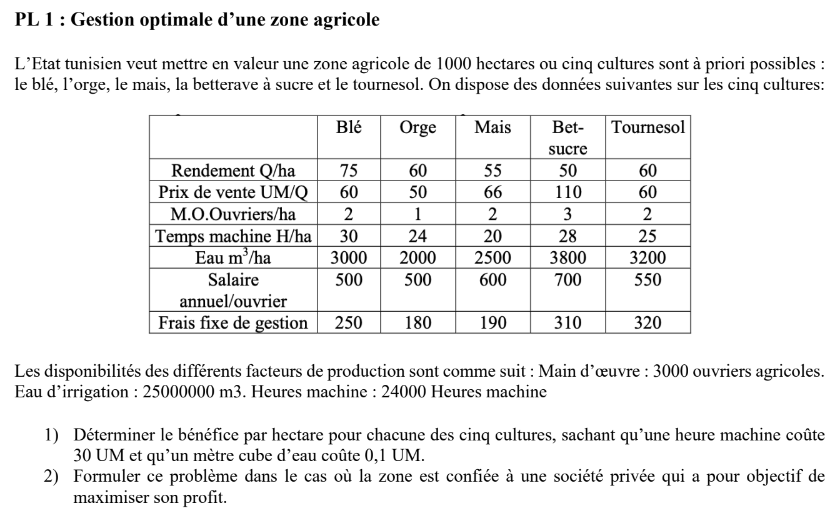 PL 1 : Gestion optimale d’une zone agricole
L’Etat tunisien veut mettre en valeur une zone agricole de 1000 hectares ou cinq cultures sont à priori possibles :
le blé, l’orge, le mais, la betterave à sucre et le tournesol. On dispose des données suivantes sur les cinq cultures:
Blé Orge Mais Bet- Tournesol
sucre
Rendement Q/ha 75 60 55 50 60
Prix de vente UM/Q 60 50 66 110 60
M.O.Ouvriers/ha 2 1 2 3 2
Temps machine H/ha 30 24 20 28 25
Eau m³/ha 3000 2000 2500 3800 3200
Salaire 500 500 600 700 550
annuel/ouvrier
Frais fixe de gestion 250 180 190 310 320
Les disponibilités des différents facteurs de production sont comme suit : Main d’œuvre : 3000 ouvriers agricoles.
Eau d’irrigation : 25000000 m3. Heures machine : 24000 Heures machine
1) Déterminer le bénéfice par hectare pour chacune des cinq cultures, sachant qu’une heure machine coûte
30 UM et qu’un mètre cube d’eau coûte 0,1 UM.
2) Formuler ce problème dans le cas où la zone est confiée à une société privée qui a pour objectif de
maximiser son profit.